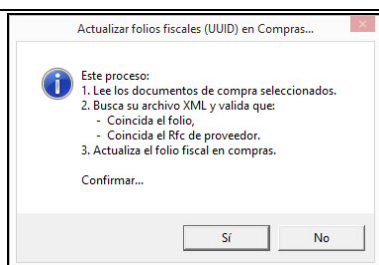 Actualizar folios fiscales (UUID) en Compras...
Este proceso:
1. Lee los documentos de compra seleccionados.
2. Busca su archivo XML y valida que:
- Coincida el folio,
- Coincida el Rfc de proveedor.
3. Actualiza el folio fiscal en compras.
Confirmar...
Sí
No